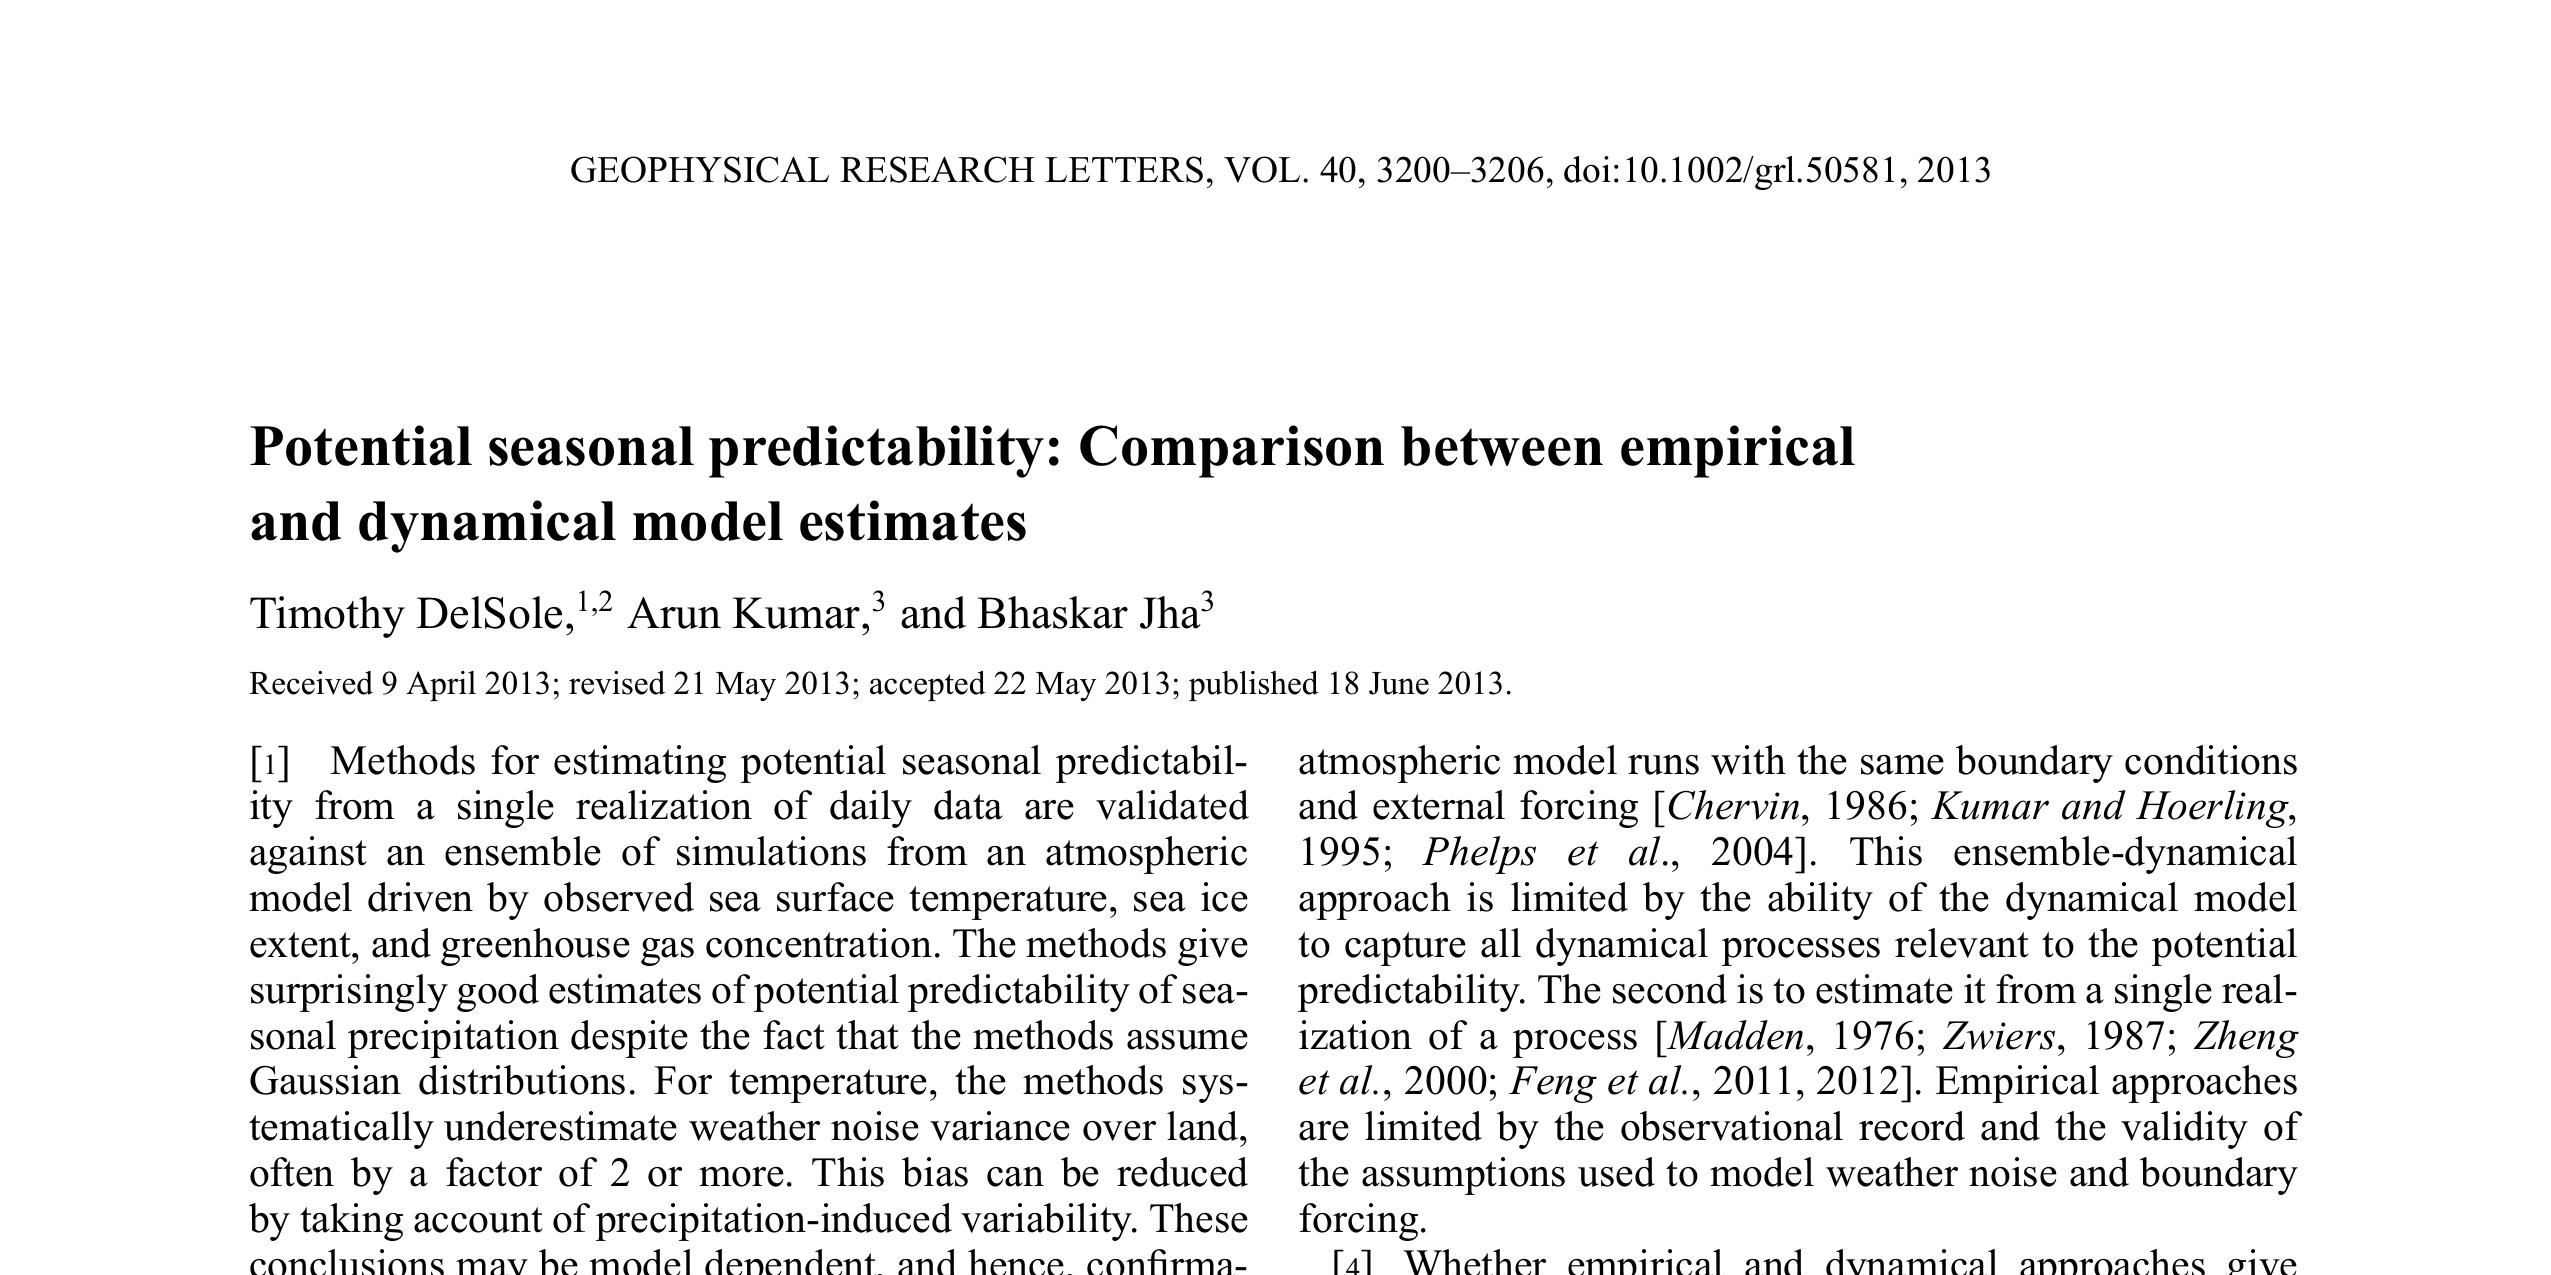 GEOPHYSICAL RESEARCH LETTERS, VOL. 40, 3200–3206, doi:10.1002/grl.50581, 2013
Potential seasonal predictability: Comparison between empirical
and dynamical model estimates
Timothy DelSole,1,2 Arun Kumar,3 and Bhaskar Jha3
Received 9 April 2013; revised 21 May 2013; accepted 22 May 2013; published 18 June 2013.
[1] Methods for estimating potential seasonal predictabil-
ity from a single realization of daily data are validated
against an ensemble of simulations from an atmospheric
model driven by observed sea surface temperature, sea ice
extent, and greenhouse gas concentration. The methods give
surprisingly good estimates of potential predictability of sea-
sonal precipitation despite the fact that the methods assume
Gaussian distributions. For temperature, the methods sys-
tematically underestimate weather noise variance over land,
often by a factor of 2 or more. This bias can be reduced
by taking account of precipitation-induced variability. These
conclusions may be model dependent, and hence, confirma-
atmospheric model runs with the same boundary conditions
and external forcing [Chervin, 1986; Kumar and Hoerling,
1995; Phelps et al., 2004]. This ensemble-dynamical
approach is limited by the ability of the dynamical model
to capture all dynamical processes relevant to the potential
predictability. The second is to estimate it from a single real-
ization of a process [Madden, 1976; Zwiers, 1987; Zheng
et al., 2000; Feng et al., 2011, 2012]. Empirical approaches
are limited by the observational record and the validity of
the assumptions used to model weather noise and boundary
forcing.
[4] Whether empirical and dynamical approaches give